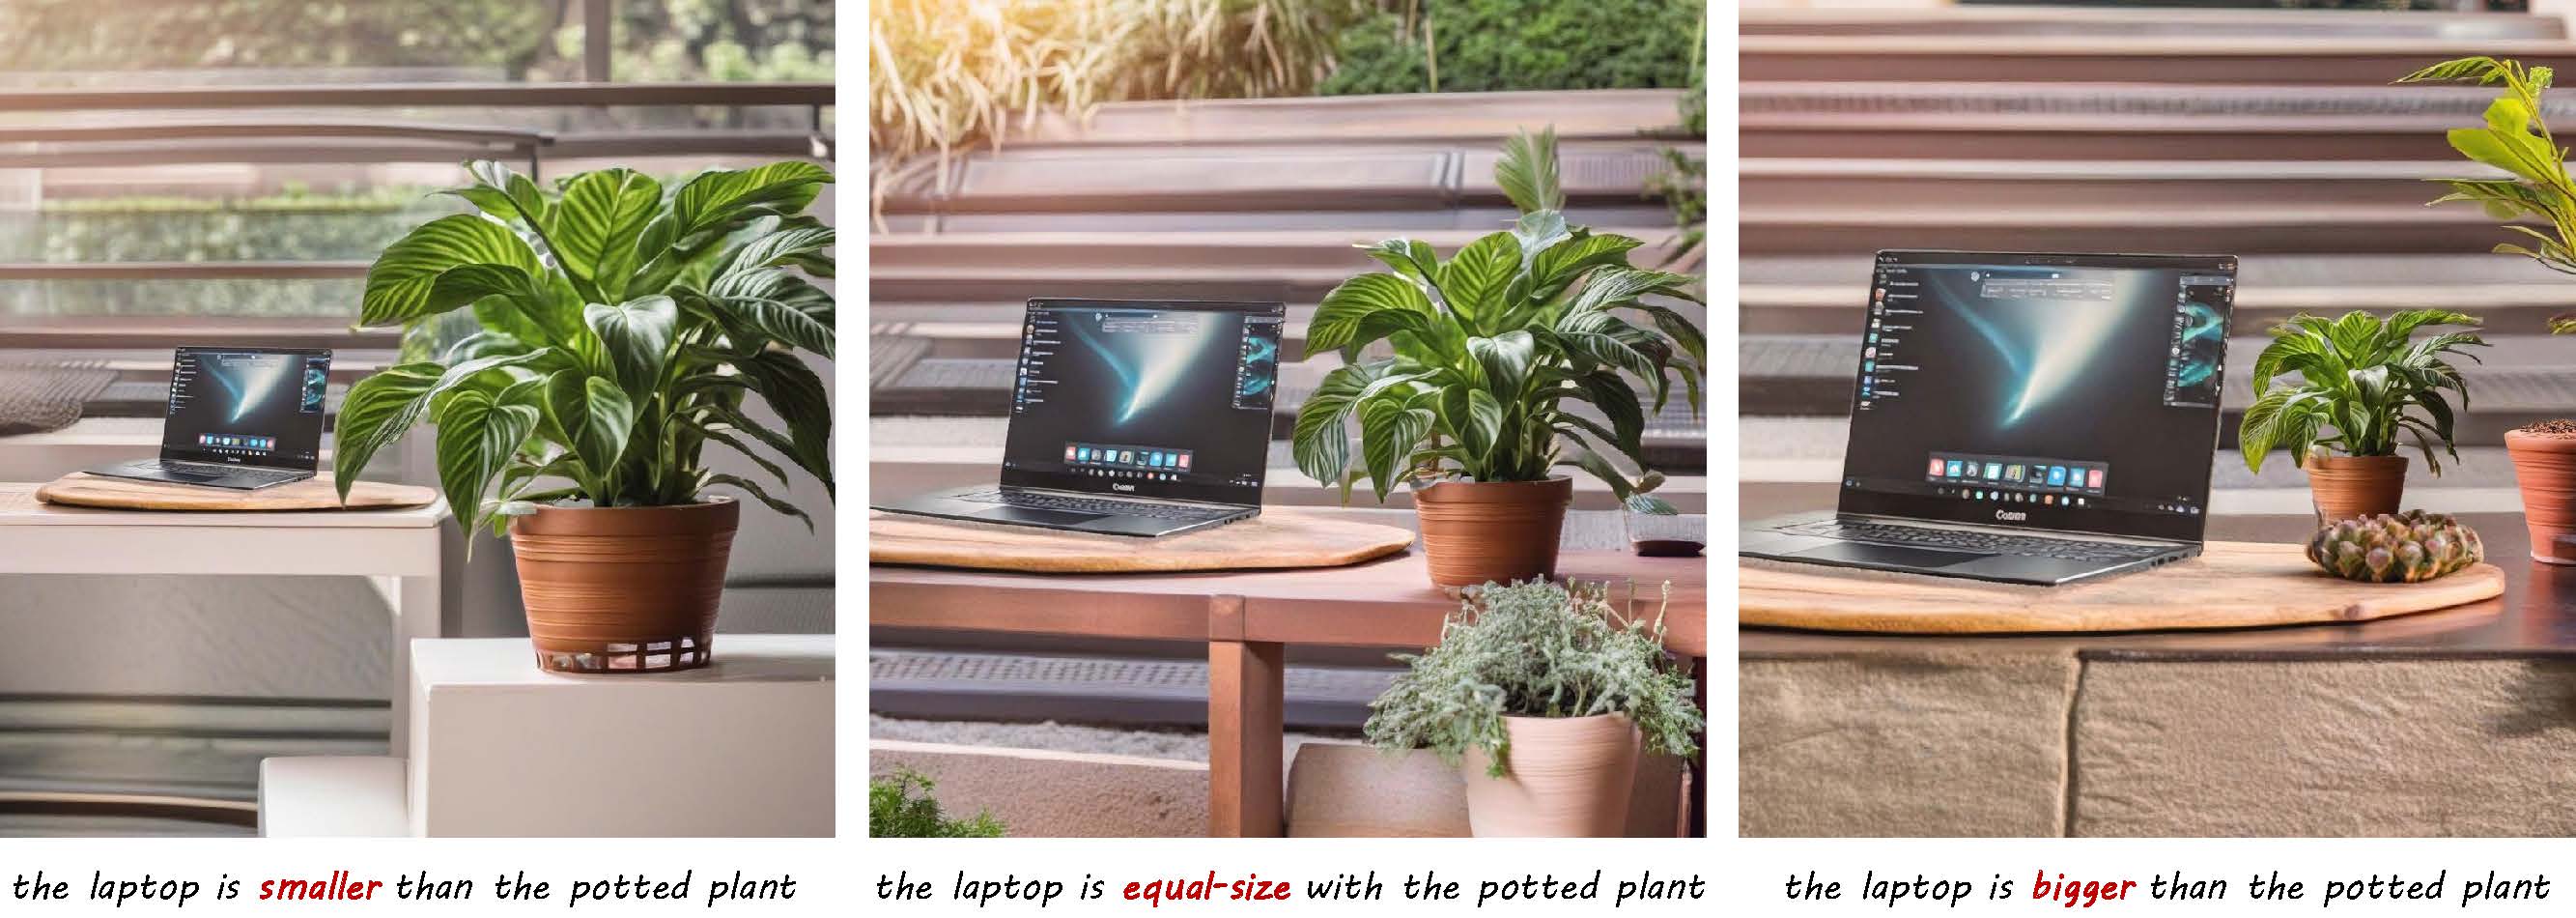 the laptop is smaller than the potted plant
the laptop is equal-size with the potted plant
the laptop is bigger than the potted plant